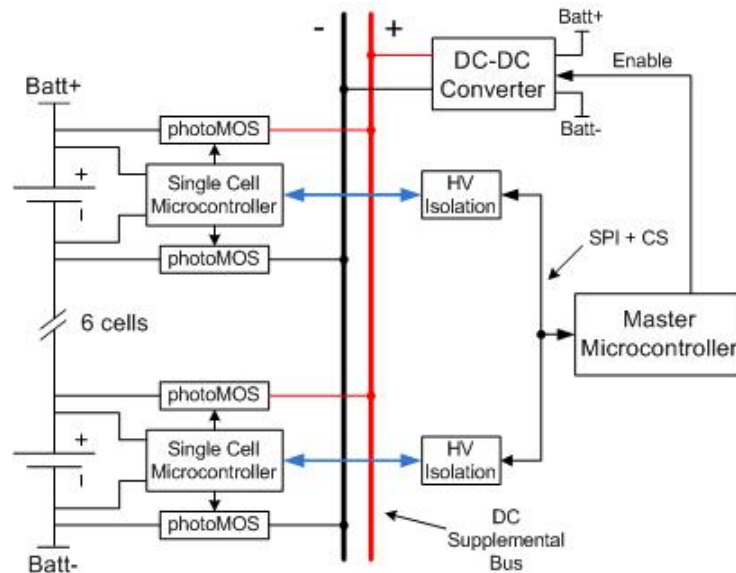 - +
Batt+
DC-DC
Converter
Enable
Batt-
Batt+
photoMOS
+
Single Cell
Microcontroller
-
photoMOS
HV
Isolation
SPI + CS
Master
Microcontroller
6 cells
photoMOS
+
Single Cell
Microcontroller
-
photoMOS
HV
Isolation
DC
Supplemental
Bus
Batt-